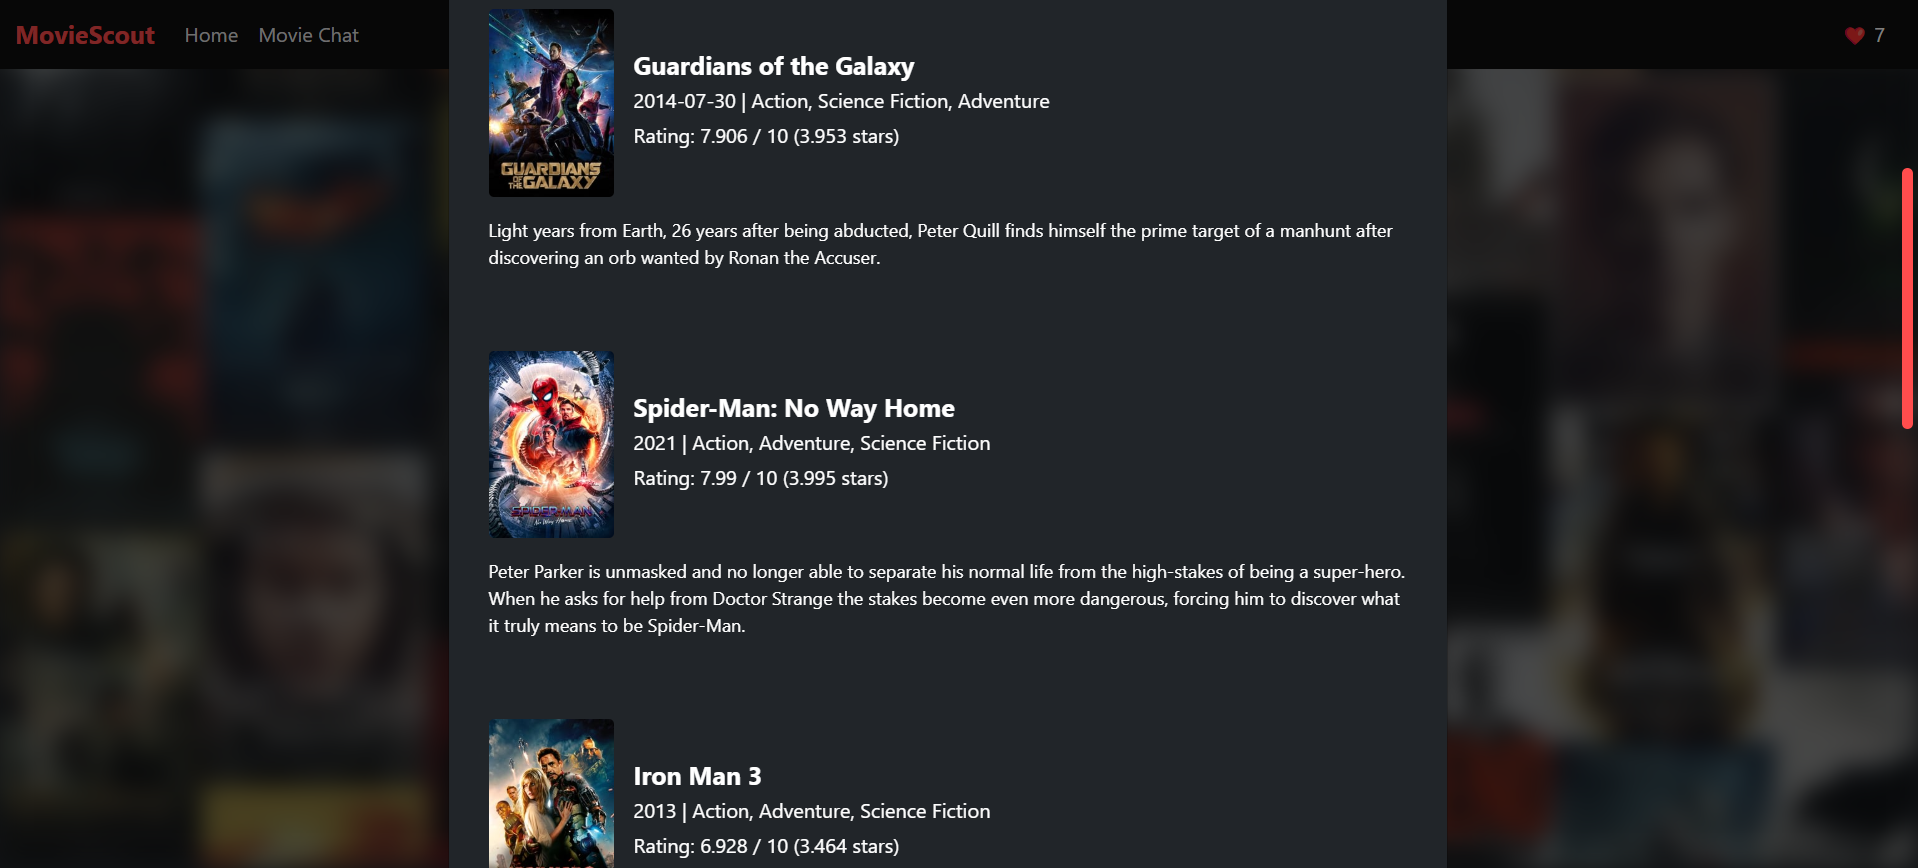 MovieScout Home Movie Chat
7
GUARDIANS
OF THE GALAXY
Guardians of the Galaxy
2014-07-30 | Action, Science Fiction, Adventure
Rating: 7.906 / 10 (3.953 stars)
Light years from Earth, 26 years after being abducted, Peter Quill finds himself the prime target of a manhunt after
discovering an orb wanted by Ronan the Accuser.
SPIDER-MAN
No Way Home
Spider-Man: No Way Home
2021 | Action, Adventure, Science Fiction
Rating: 7.99 / 10 (3.995 stars)
Peter Parker is unmasked and no longer able to separate his normal life from the high-stakes of being a super-hero.
When he asks for help from Doctor Strange the stakes become even more dangerous, forcing him to discover what
it truly means to be Spider-Man.
Iron Man 3
2013 | Action, Adventure, Science Fiction
Rating: 6.928 / 10 (3.464 stars)